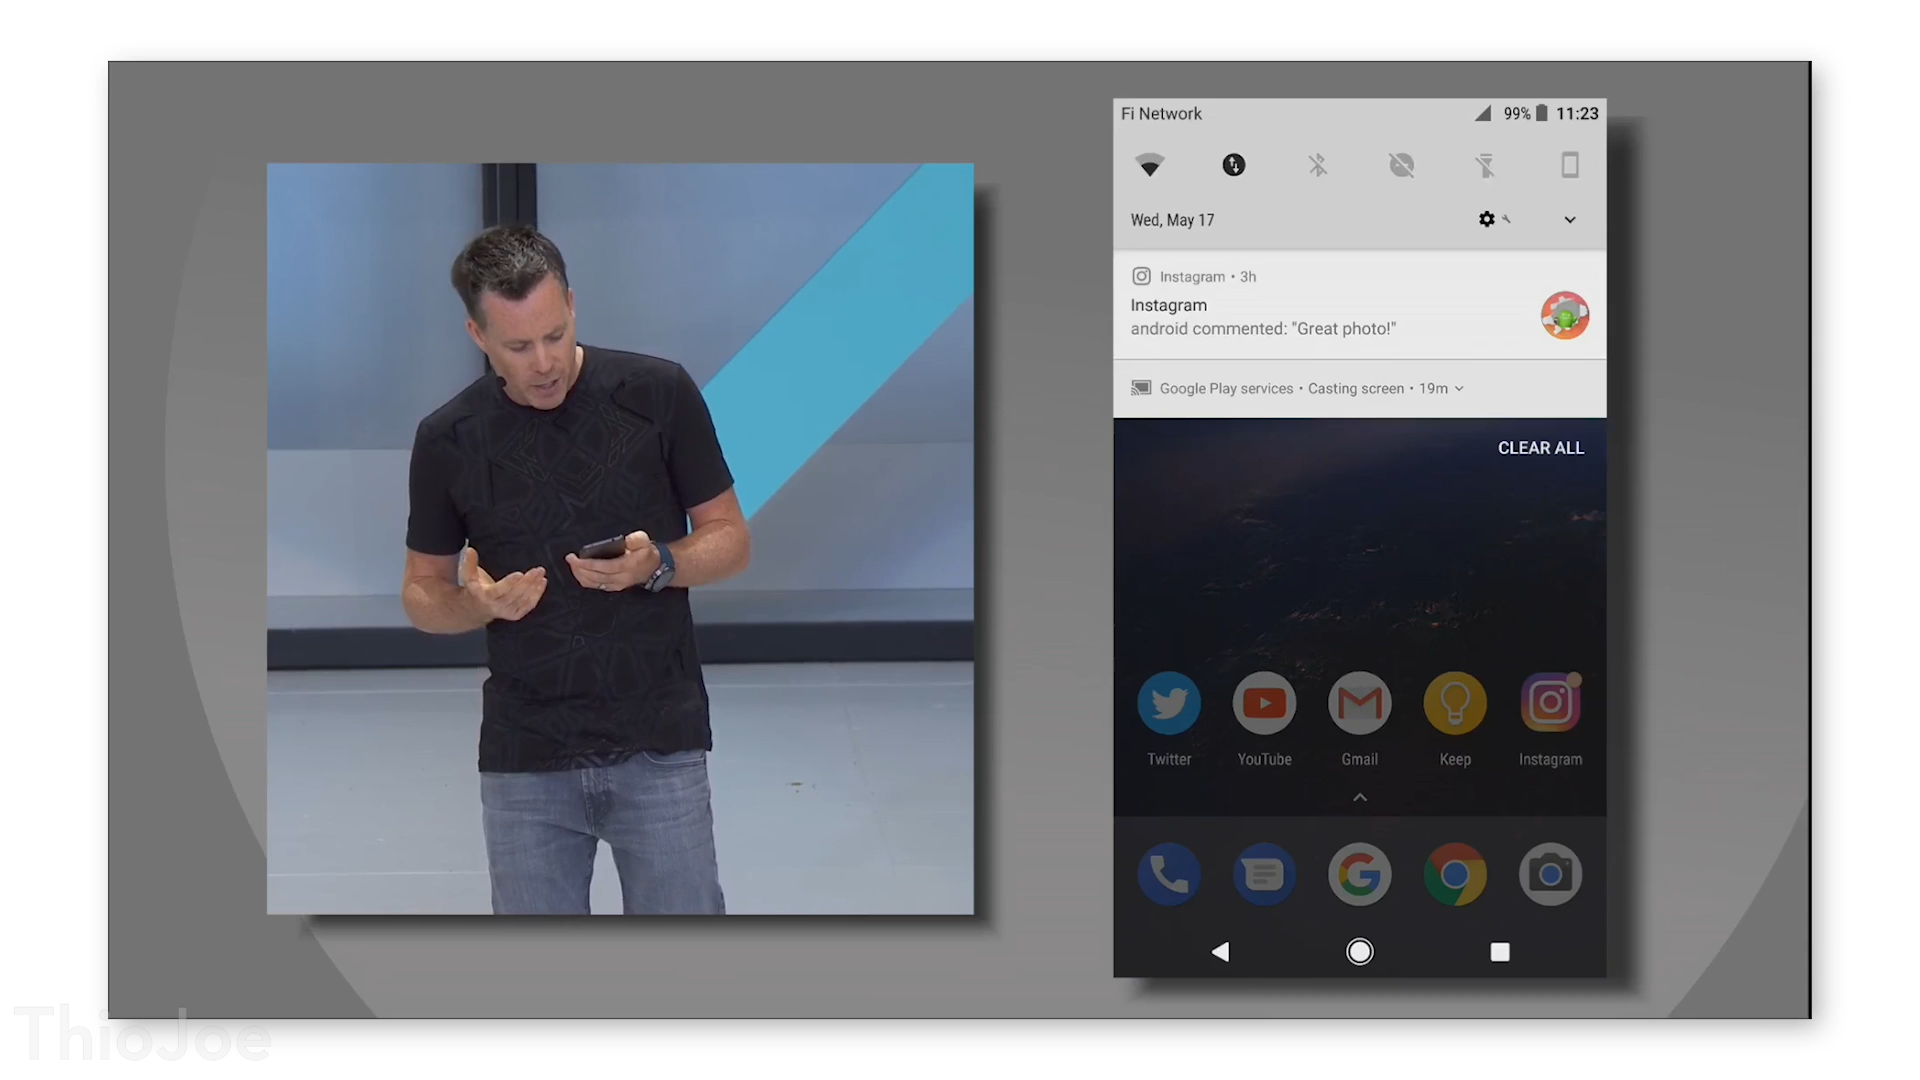 Fi Network 99% 11:23
Wed, May 17
Instagram • 3h
Instagram
android commented: "Great photo!"
Google Play services • Casting screen • 19m
CLEAR ALL
Twitter YouTube Gmail Keep Instagram
ThioJoe